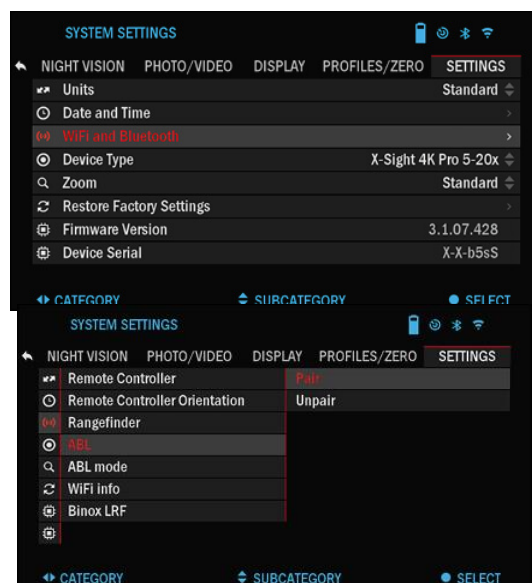 SYSTEM SETTINGS
NIGHT VISION PHOTO/VIDEO DISPLAY PROFILES/ZERO SETTINGS
Units Standard
Date and Time
WiFi and Bluetooth
Device Type X-Sight 4K Pro 5-20x
Zoom Standard
Restore Factory Settings
Firmware Version 3.1.07.428
Device Serial X-X-b5sS
CATEGORY SUBCATEGORY SELECT
SYSTEM SETTINGS
NIGHT VISION PHOTO/VIDEO DISPLAY PROFILES/ZERO SETTINGS
Remote Controller Pair
Remote Controller Orientation Unpair
Rangefinder
ABL
ABL mode
WiFi info
Binox LRF
CATEGORY SUBCATEGORY SELECT